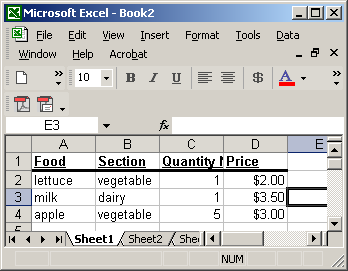 Microsoft Excel - Book2
File Edit View Insert Format Tools Data
Window Help Acrobat
10 B I U $ A
E3 fx
A B C D E
1 Food Section Quantity Price
2 lettuce vegetable 1 $2.00
3 milk dairy 1 $3.50
4 apple vegetable 5 $3.00
Sheet1 Sheet2
NUM